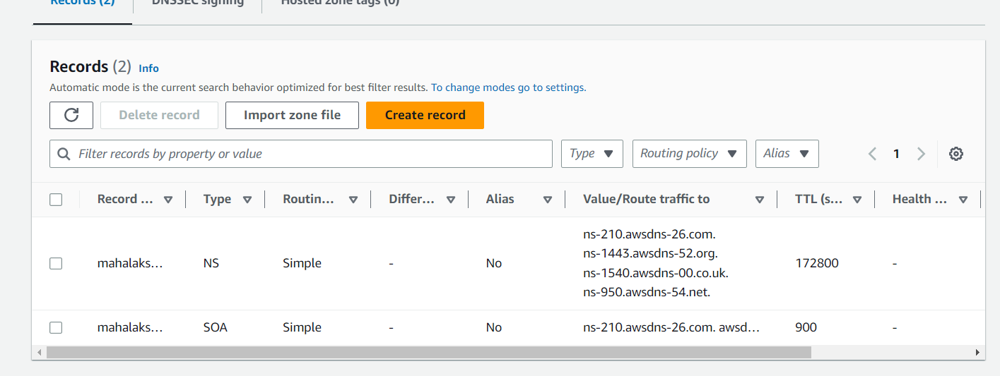 Records (2) DNSSEC signing Hosted zone tags (0)
Records (2) Info
Automatic mode is the current search behavior optimized for best filter results. To change modes go to settings.
Delete record Import zone file Create record
Filter records by property or value Type Routing policy Alias 1
Record ... Type Routin... Differ... Alias Value/Route traffic to TTL (s... Health ...
ns-210.awsdns-26.com.
ns-1443.awsdns-52.org.
mahalaks... NS Simple - No 172800 -
ns-1540.awsdns-00.co.uk.
ns-950.awsdns-54.net.
mahalaks... SOA Simple - No ns-210.awsdns-26.com. awsd... 900 -